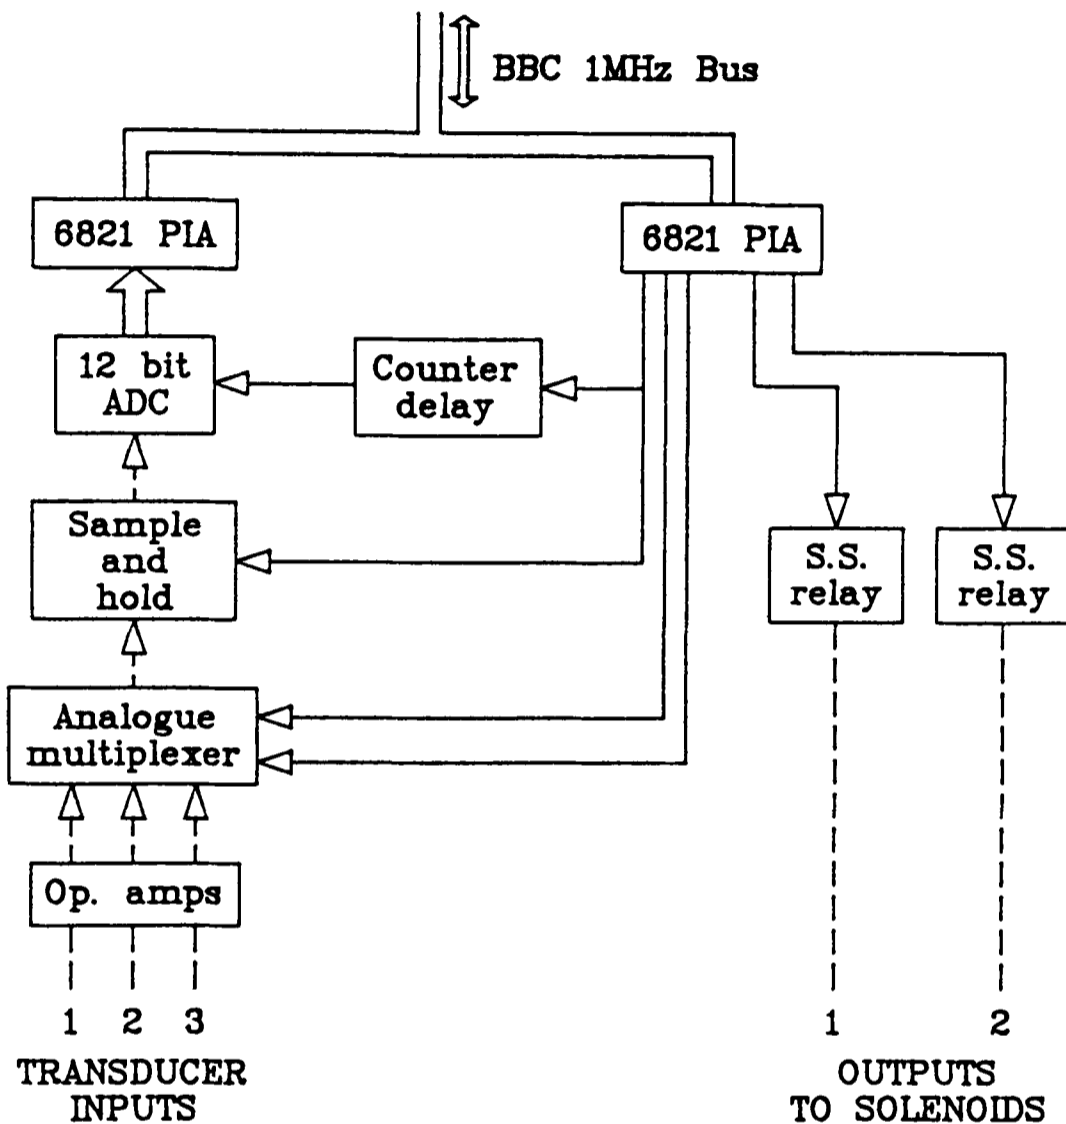 BBC 1MHz Bus
6821 PIA
6821 PIA
12 bit
ADC
Counter
delay
Sample
and
hold
S.S.
relay
S.S.
relay
Analogue
multiplexer
Op. amps
1 2 3
TRANSDUCER
INPUTS
1 2
OUTPUTS
TO SOLENOIDS